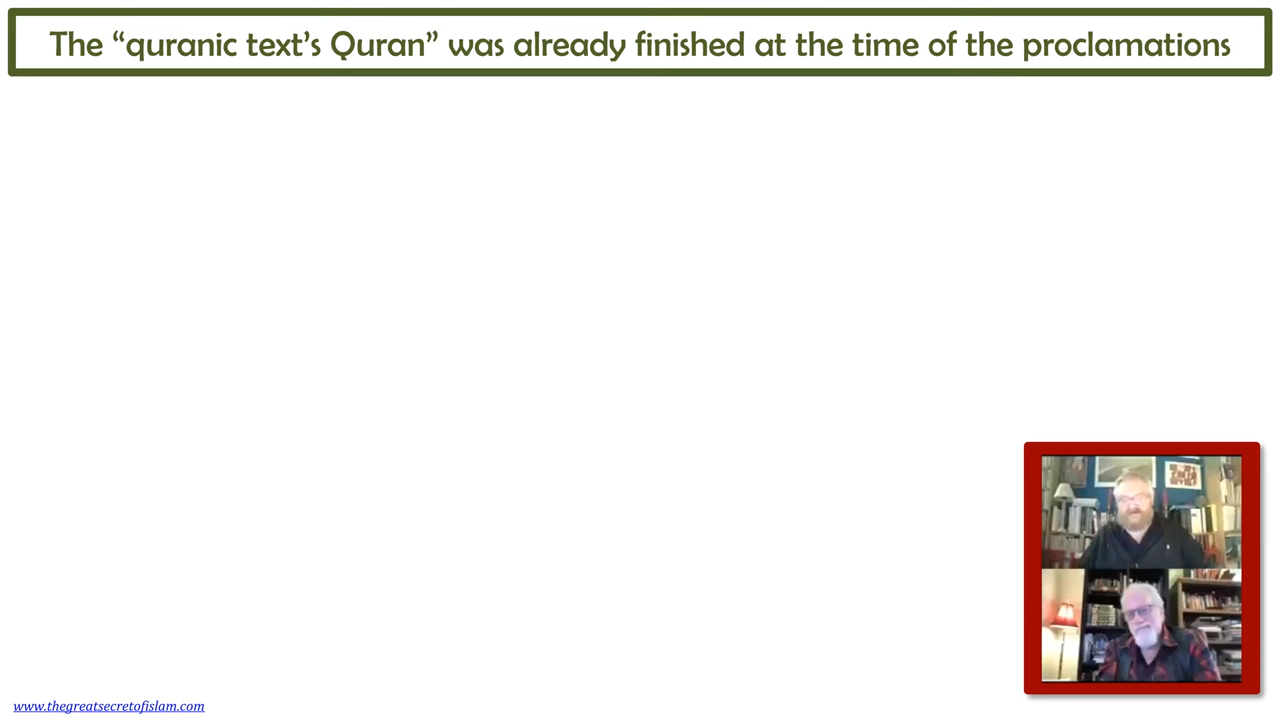 The “quranic text’s Quran” was already finished at the time of the proclamations
www.thegreatsecretofislam.com